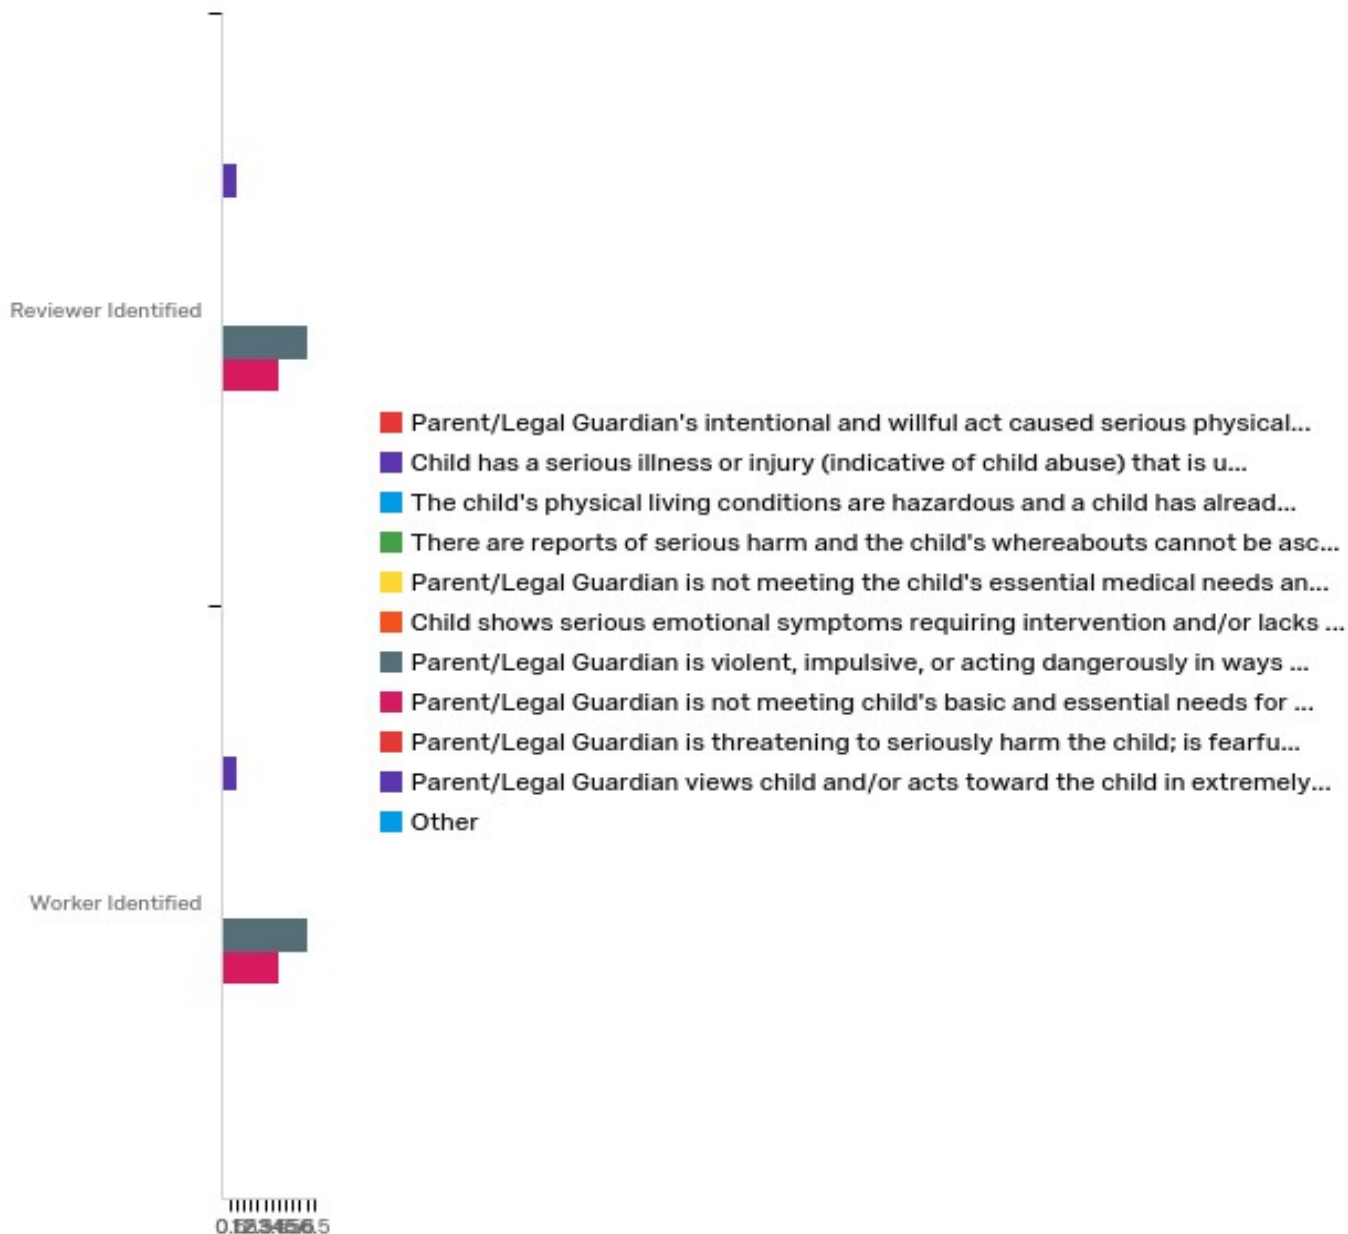 Reviewer Identified
Parent/Legal Guardian's intentional and willful act caused serious physical...
Child has a serious illness or injury (indicative of child abuse) that is u...
The child's physical living conditions are hazardous and a child has alread...
There are reports of serious harm and the child's whereabouts cannot be asc...
Parent/Legal Guardian is not meeting the child's essential medical needs an...
Child shows serious emotional symptoms requiring intervention and/or lacks ...
Parent/Legal Guardian is violent, impulsive, or acting dangerously in ways ...
Parent/Legal Guardian is not meeting child's basic and essential needs for ...
Parent/Legal Guardian is threatening to seriously harm the child; is fearfu...
Parent/Legal Guardian views child and/or acts toward the child in extremely...
Other
Worker Identified